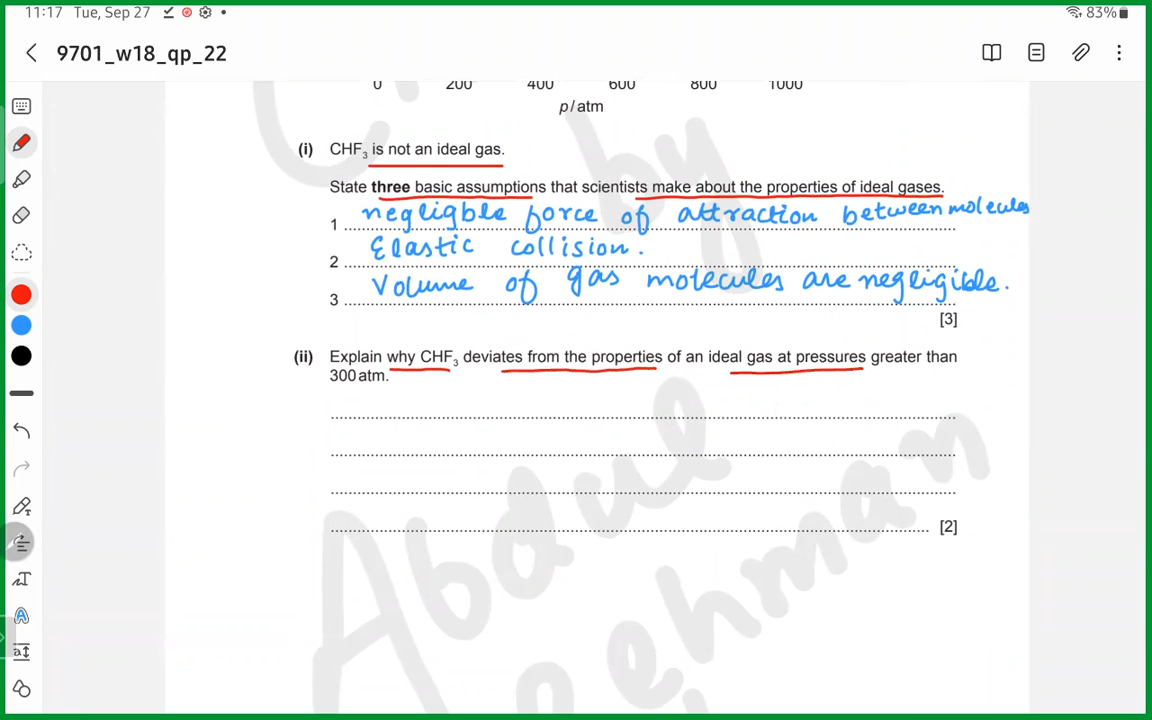 11:17 Tue, Sep 27
83%
9701_w18_qp_22
0 200 400 600 800 1000
p/atm
(i) CHF3 is not an ideal gas.
State three basic assumptions that scientists make about the properties of ideal gases.
1 negligble force of attraction between molecules
2 Elastic collision.
3 Volume of gas molecules are negligible.
[3]
(ii) Explain why CHF3 deviates from the properties of an ideal gas at pressures greater than
300 atm.
[2]
by
Abdul
Rehman